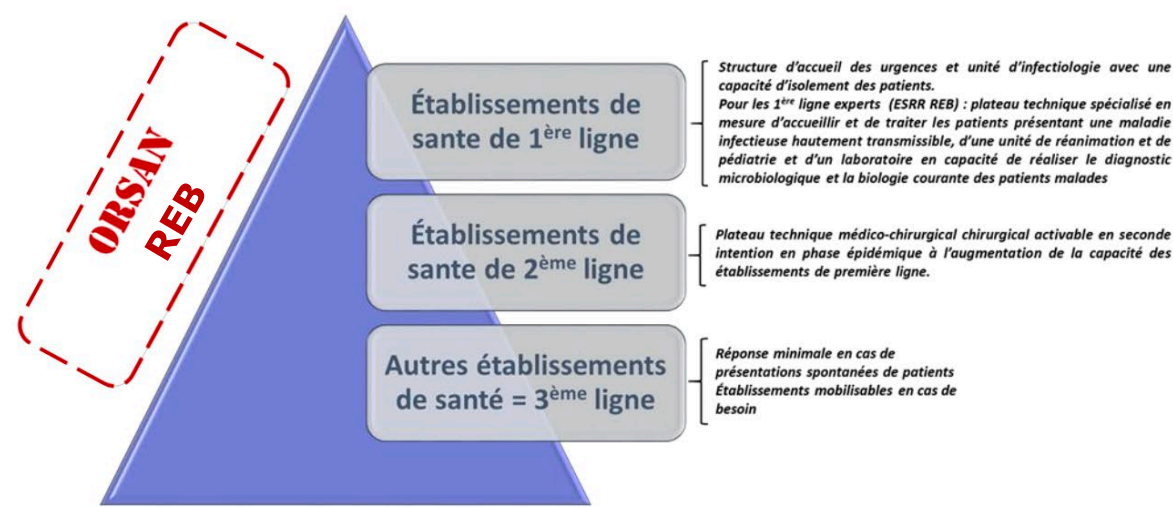 ORSAN
REB
Établissements de
sante de 1ère ligne
Structure d'accueil des urgences et unité d'infectiologie avec une
capacité d'isolement des patients.
Pour les 1ère ligne experts (ESRR REB) : plateau technique spécialisé en
mesure d'accueillir et de traiter les patients présentant une maladie
infectieuse hautement transmissible, d'une unité de réanimation et de
pédiatrie et d'un laboratoire en capacité de réaliser le diagnostic
microbiologique et la biologie courante des patients malades
Établissements de
sante de 2ème ligne
Plateau technique médico-chirurgical chirurgical activable en seconde
intention en phase épidémique à l'augmentation de la capacité des
établissements de première ligne.
Autres établissements
de santé = 3ème ligne
Réponse minimale en cas de
présentations spontanées de patients
Établissements mobilisables en cas de
besoin